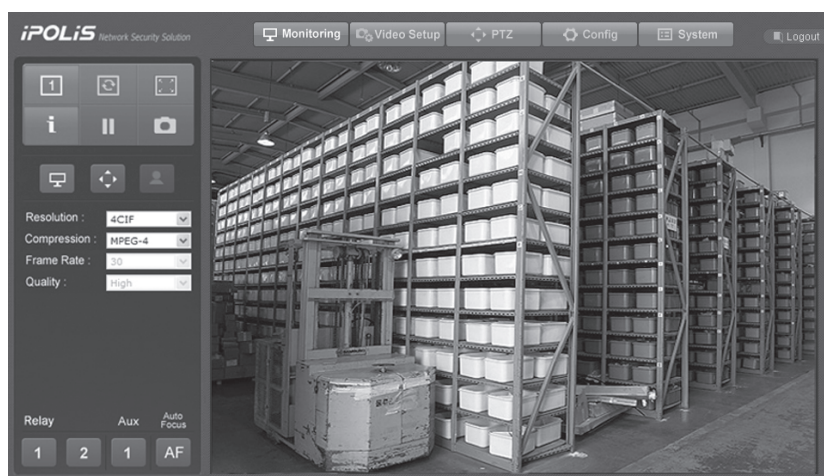 iPOLiS Network Security Solution
Monitoring
Video Setup
PTZ
Config
System
Logout
1
i
Resolution : 4CIF
Compression : MPEG-4
Frame Rate : 30
Quality : High
Relay Aux Auto Focus
1 2 1 AF